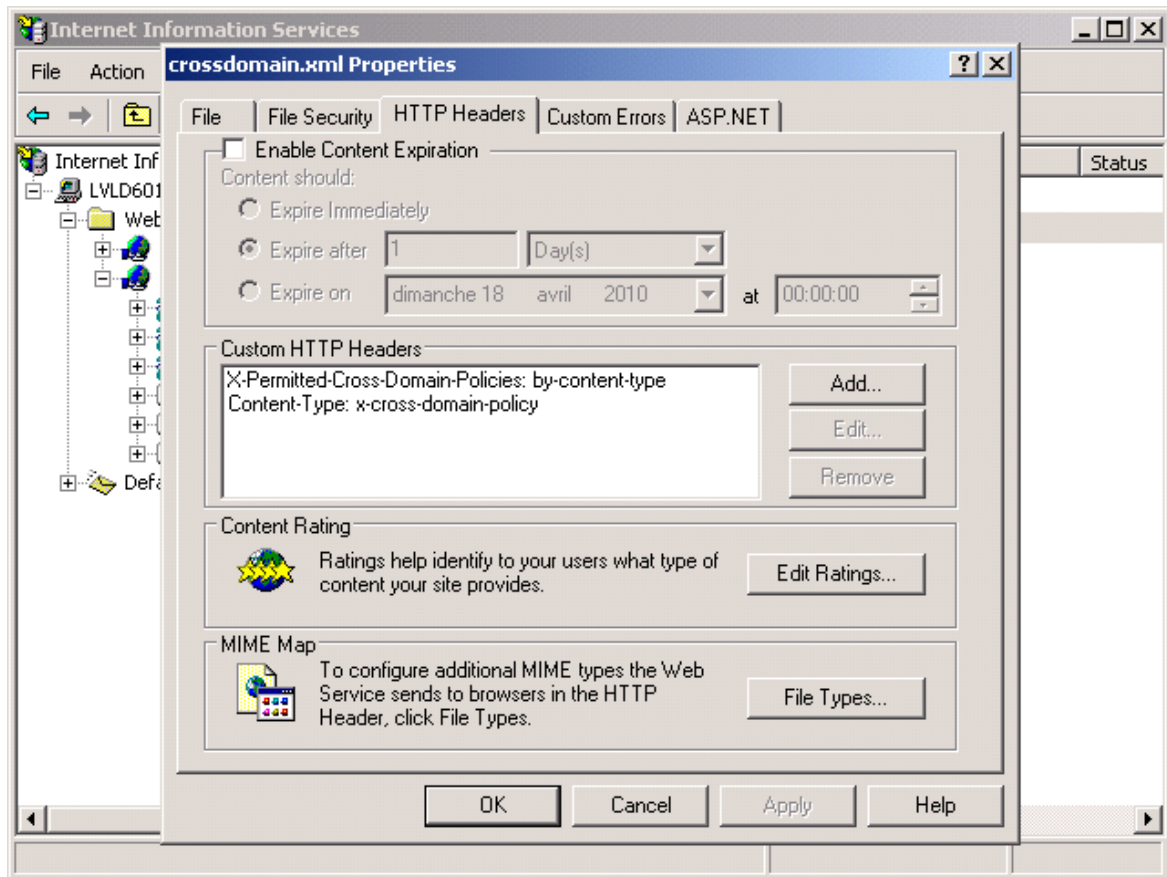 Internet Information Services
File Action
crossdomain.xml Properties
File File Security HTTP Headers Custom Errors ASP.NET
Internet Inf
Status
LVLD601
Web
Defa
Enable Content Expiration
Content should:
Expire Immediately
Expire after 1 Day(s)
Expire on dimanche 18 avril 2010 at 00:00:00
Custom HTTP Headers
X-Permitted-Cross-Domain-Policies: by-content-type
Content-Type: x-cross-domain-policy
Add...
Edit...
Remove
Content Rating
Ratings help identify to your users what type of
content your site provides.
Edit Ratings...
MIME Map
To configure additional MIME types the Web
Service sends to browsers in the HTTP
Header, click File Types.
File Types...
OK Cancel Apply Help